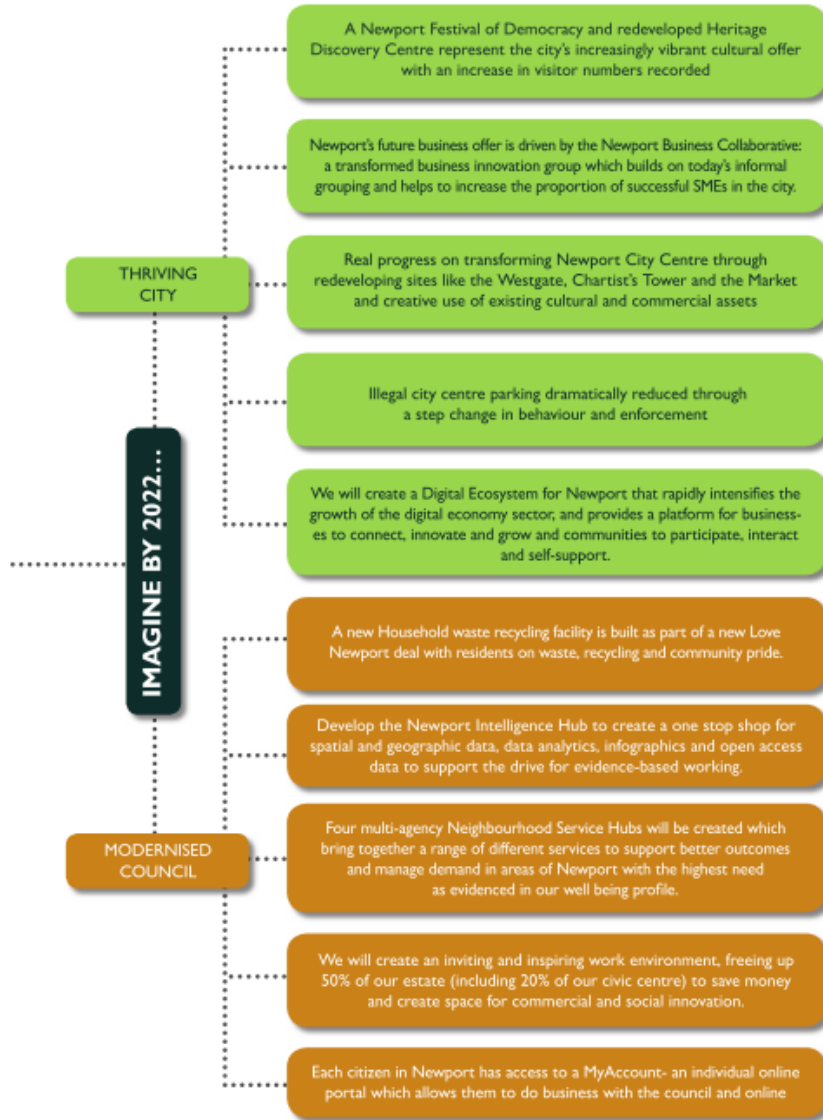 A Newport Festival of Democracy and redeveloped Heritage
Discovery Centre represent the city's increasingly vibrant cultural offer
with an increase in visitor numbers recorded
Newport's future business offer is driven by the Newport Business Collaborative:
a transformed business innovation group which builds on today's informal
grouping and helps to increase the proportion of successful SMEs in the city.
THRIVING
CITY
Real progress on transforming Newport City Centre through
redeveloping sites like the Westgate, Chartist's Tower and the Market
and creative use of existing cultural and commercial assets
Illegal city centre parking dramatically reduced through
a step change in behaviour and enforcement
We will create a Digital Ecosystem for Newport that rapidly intensifies the
growth of the digital economy sector, and provides a platform for business-
es to connect, innovate and grow and communities to participate, interact
and self-support.
IMAGINE BY 2022...
A new Household waste recycling facility is built as part of a new Love
Newport deal with residents on waste, recycling and community pride.
Develop the Newport Intelligence Hub to create a one stop shop for
spatial and geographic data, data analytics, infographics and open access
data to support the drive for evidence-based working.
MODERNISED
COUNCIL
Four multi-agency Neighbourhood Service Hubs will be created which
bring together a range of different services to support better outcomes
and manage demand in areas of Newport with the highest need
as evidenced in our well being profile.
We will create an inviting and inspiring work environment, freeing up
50% of our estate (including 20% of our civic centre) to save money
and create space for commercial and social innovation.
Each citizen in Newport has access to a MyAccount- an individual online
portal which allows them to do business with the council and online